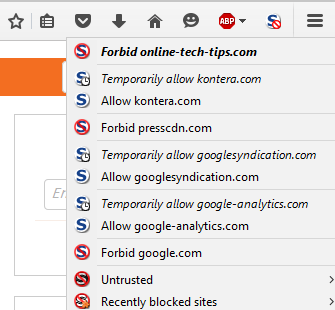 ABP
Forbid online-tech-tips.com
Temporarily allow kontera.com
Allow kontera.com
Forbid presscdn.com
Temporarily allow googlesyndication.com
Allow googlesyndication.com
Temporarily allow google-analytics.com
Allow google-analytics.com
Forbid google.com
Untrusted
Recently blocked sites